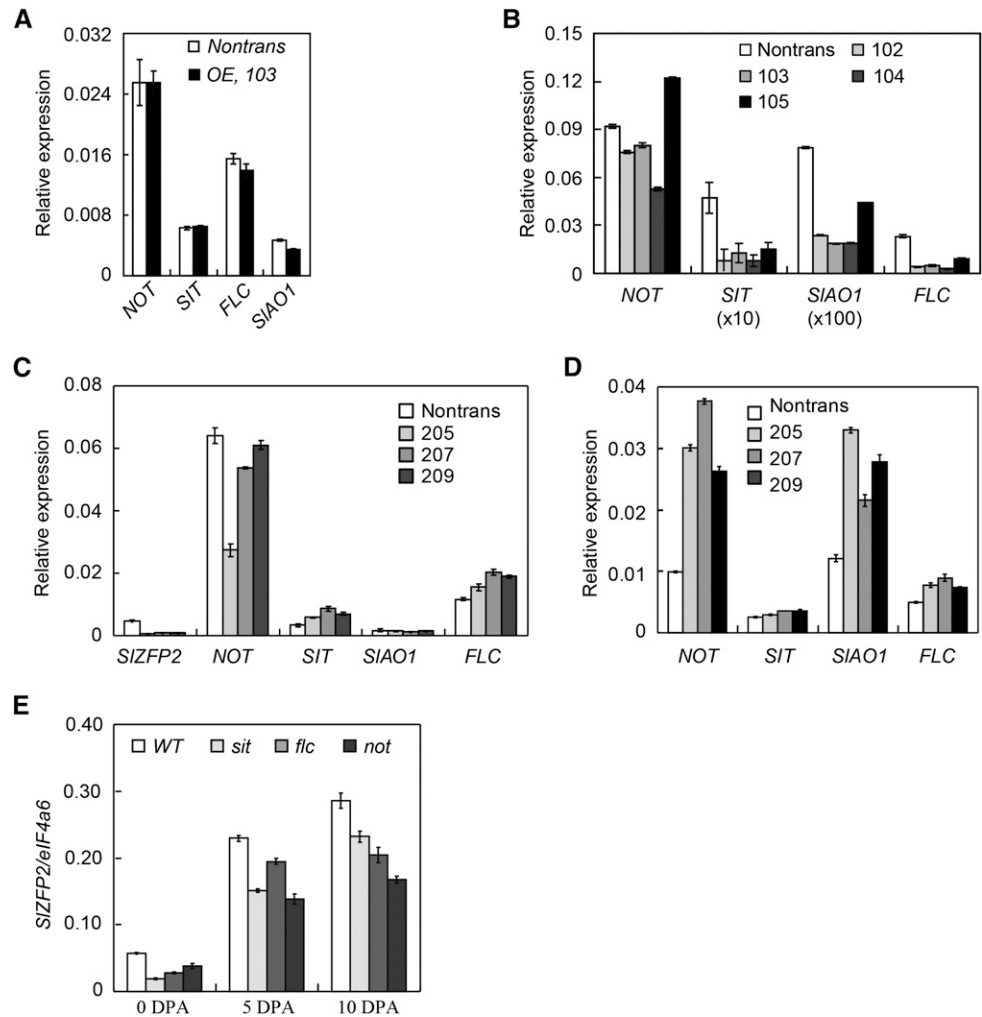 A
Relative expression
0.032
0.024
0.016
0.008
0
Nontrans
OE, 103
NOT
SIT
FLC
SlAO1
B
Relative expression
0.15
0.12
0.09
0.06
0.03
0
Nontrans
102
103
104
105
NOT
SIT
(x10)
SlAO1
(x100)
FLC
C
Relative expression
0.08
0.06
0.04
0.02
0
Nontrans
205
207
209
SlZFP2
NOT
SIT
SlAO1
FLC
D
Relative expression
0.04
0.03
0.02
0.01
0
Nontrans
205
207
209
NOT
SIT
SlAO1
FLC
E
SlZFP2/eIF4a6
0.40
0.30
0.20
0.10
0
WT
sit
flc
not
0 DPA
5 DPA
10 DPA